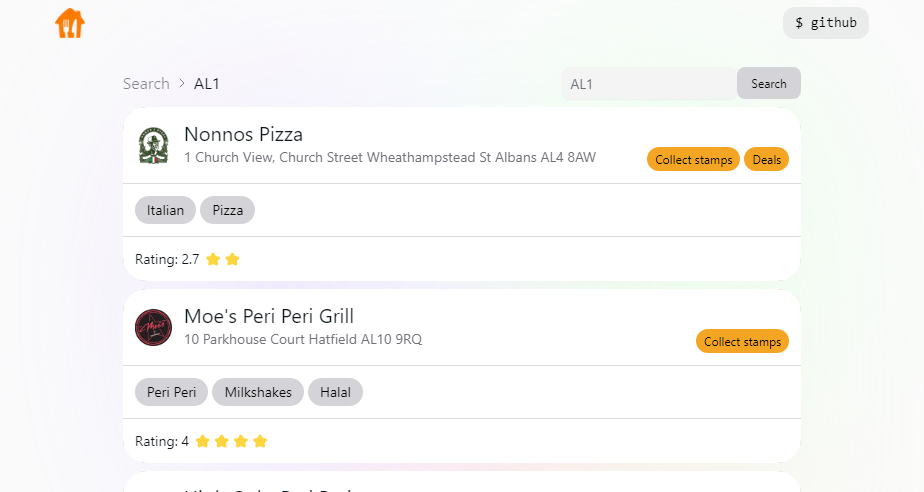 $ github
Search > AL1
AL1
Search
Nonnos Pizza
1 Church View, Church Street Wheathampstead St Albans AL4 8AW
Collect stamps
Deals
Italian
Pizza
Rating: 2.7
Moe's Peri Peri Grill
10 Parkhouse Court Hatfield AL10 9RQ
Collect stamps
Peri Peri
Milkshakes
Halal
Rating: 4